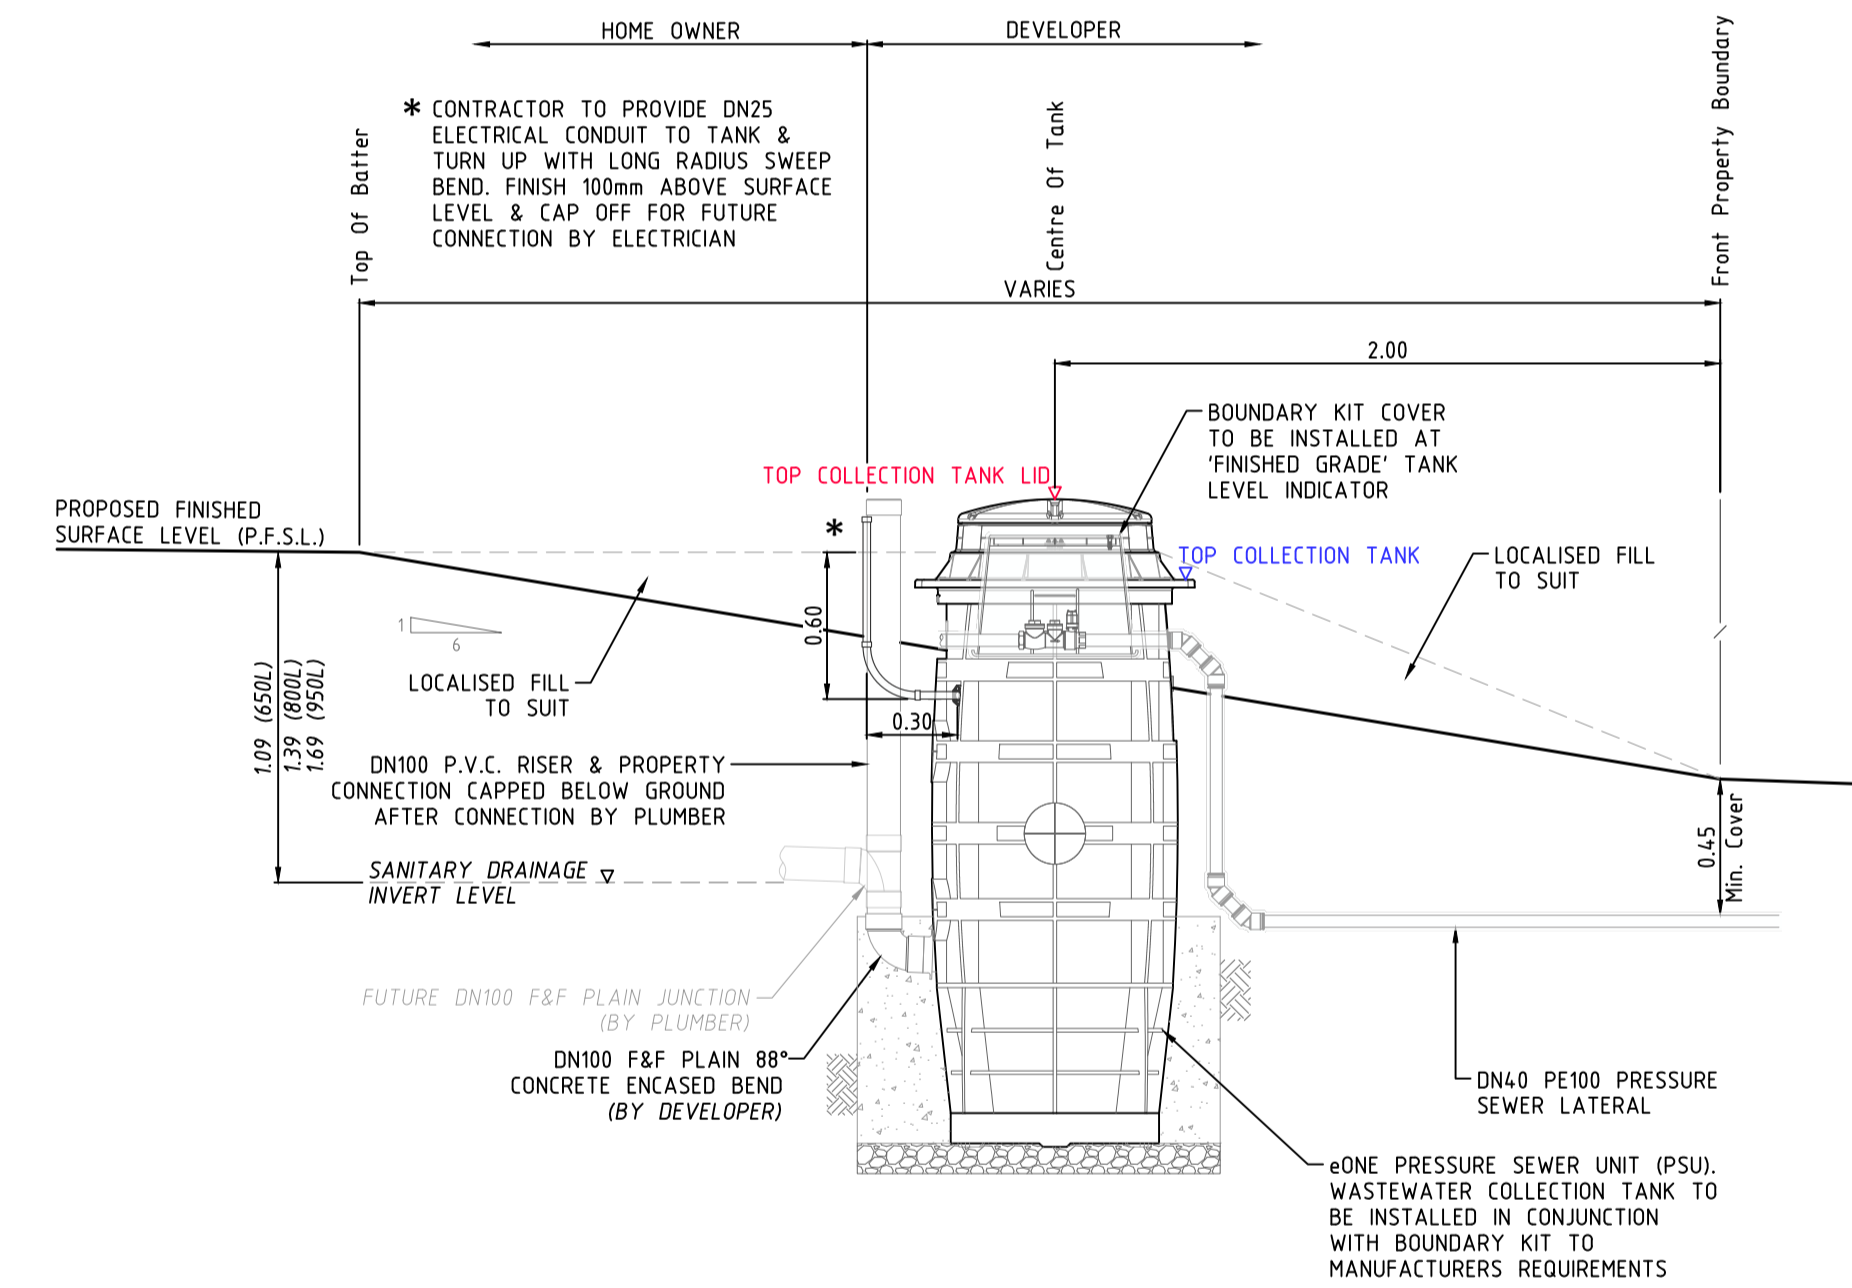 HOME OWNER
DEVELOPER
* CONTRACTOR TO PROVIDE DN25
ELECTRICAL CONDUIT TO TANK &
TURN UP WITH LONG RADIUS SWEEP
BEND. FINISH 100mm ABOVE SURFACE
LEVEL & CAP OFF FOR FUTURE
CONNECTION BY ELECTRICIAN
Top Of Batter
Centre Of Tank
Front Property Boundary
VARIES
2.00
BOUNDARY KIT COVER
TO BE INSTALLED AT
'FINISHED GRADE' TANK
LEVEL INDICATOR
TOP COLLECTION TANK LID
PROPOSED FINISHED
SURFACE LEVEL (P.F.S.L.)
*
TOP COLLECTION TANK
LOCALISED FILL
TO SUIT
0.60
1
6
LOCALISED FILL
TO SUIT
1.09 (650L)
1.39 (800L)
1.69 (950L)
0.30
DN100 P.V.C. RISER & PROPERTY
CONNECTION CAPPED BELOW GROUND
AFTER CONNECTION BY PLUMBER
0.45
Min. Cover
SANITARY DRAINAGE
INVERT LEVEL
FUTURE DN100 F&F PLAIN JUNCTION
(BY PLUMBER)
DN100 F&F PLAIN 88°
CONCRETE ENCASED BEND
(BY DEVELOPER)
DN40 PE100 PRESSURE
SEWER LATERAL
eONE PRESSURE SEWER UNIT (PSU).
WASTEWATER COLLECTION TANK TO
BE INSTALLED IN CONJUNCTION
WITH BOUNDARY KIT TO
MANUFACTURERS REQUIREMENTS